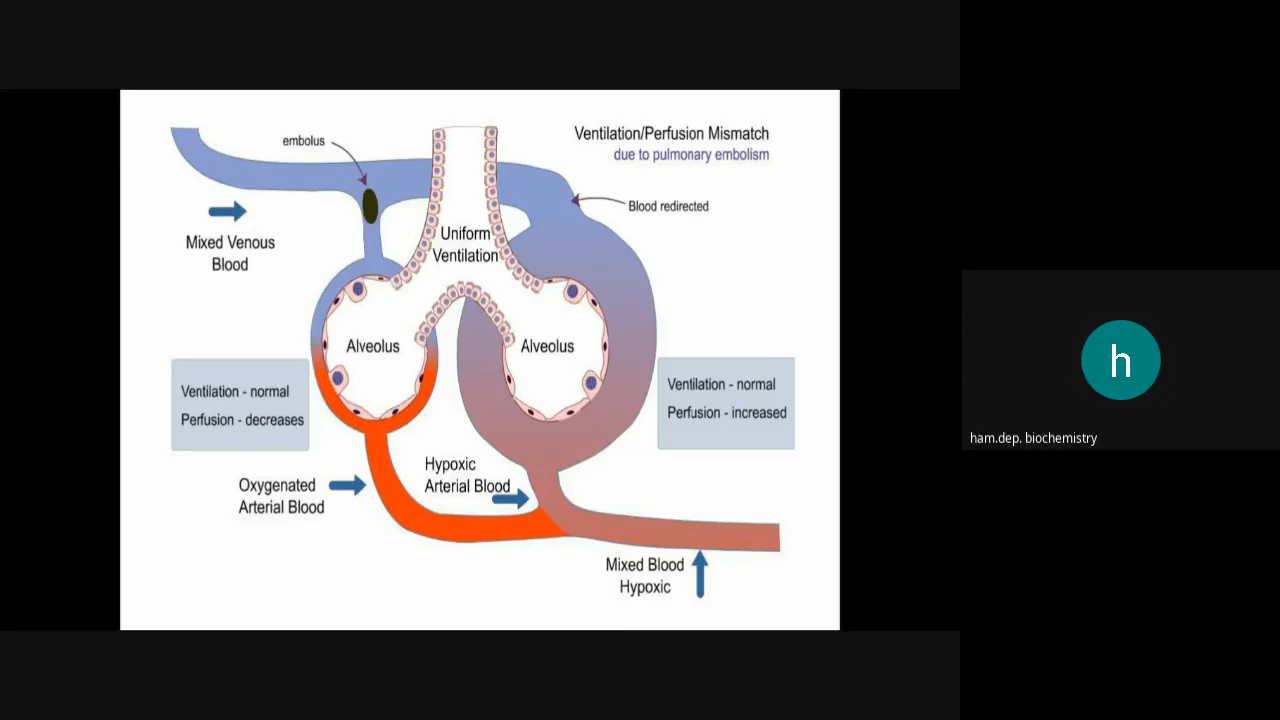 Ventilation/Perfusion Mismatch
due to pulmonary embolism
embolus
Blood redirected
Mixed Venous
Blood
Uniform
Ventilation
Alveolus
Alveolus
Ventilation - normal
Perfusion - decreases
Ventilation - normal
Perfusion - increased
Oxygenated
Arterial Blood
Hypoxic
Arterial Blood
Mixed Blood
Hypoxic
h
ham.dep. biochemistry